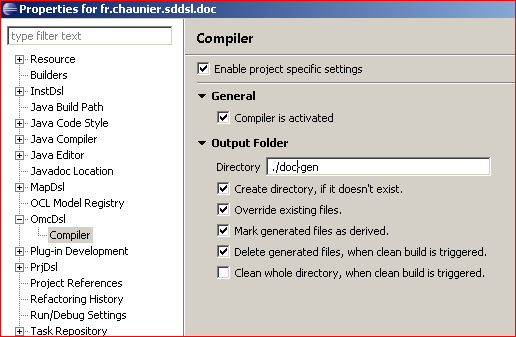 Properties for fr.chaunier.sddsl.doc
type filter text
Resource
Builders
InstDsl
Java Build Path
Java Code Style
Java Compiler
Java Editor
Javadoc Location
MapDsl
OCL Model Registry
OmcDsl
Compiler
Plug-in Development
PrjDsl
Project References
Refactoring History
Run/Debug Settings
Task Repository
Compiler
Enable project specific settings
General
Compiler is activated
Output Folder
Directory ./doc-gen
Create directory, if it doesn't exist.
Override existing files.
Mark generated files as derived.
Delete generated files, when clean build is triggered.
Clean whole directory, when clean build is triggered.